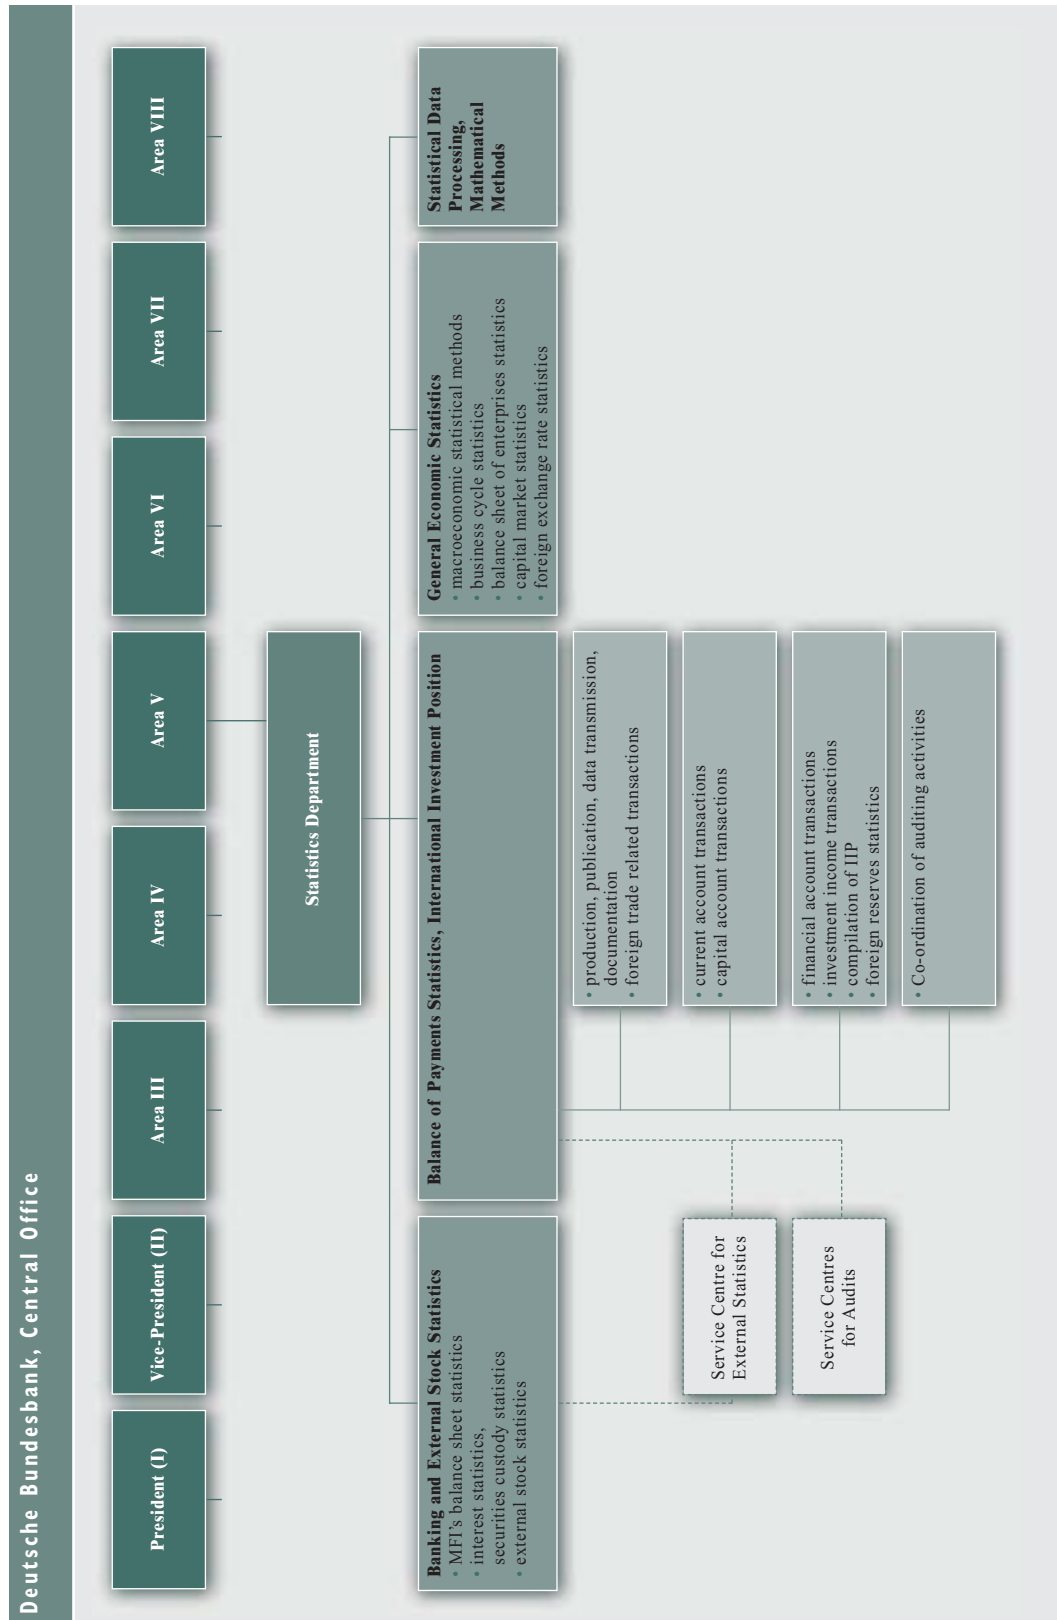 Deutsche Bundesbank, Central Office
President (I)
Vice-President (II)
Area III
Area IV
Area V
Area VI
Area VII
Area VIII
Statistics Department
Banking and External Stock Statistics
• MFI's balance sheet statistics
• interest statistics,
securities custody statistics
• external stock statistics
Balance of Payments Statistics, International Investment Position
General Economic Statistics
• macroeconomic statistical methods
• business cycle statistics
• balance sheet of enterprises statistics
• capital market statistics
• foreign exchange rate statistics
Statistical Data
Processing,
Mathematical
Methods
• production, publication, data transmission,
documentation
• foreign trade related transactions
• current account transactions
• capital account transactions
• financial account transactions
• investment income transactions
• compilation of IIP
• foreign reserves statistics
• Co-ordination of auditing activities
Service Centre for
External Statistics
Service Centres
for Audits